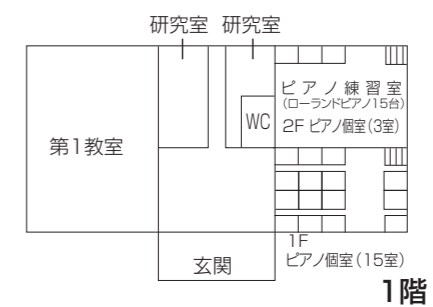 研究室 研究室
ピアノ練習室
(ローランドピアノ15台)
WC
2F ピアノ個室(3室)
第1教室
1F
ピアノ個室(15室)
玄関
1階